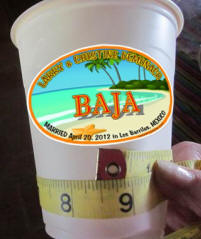 BAJA
MARRIED April 20, 2012 in Los Barriles, MEXICO
8 9